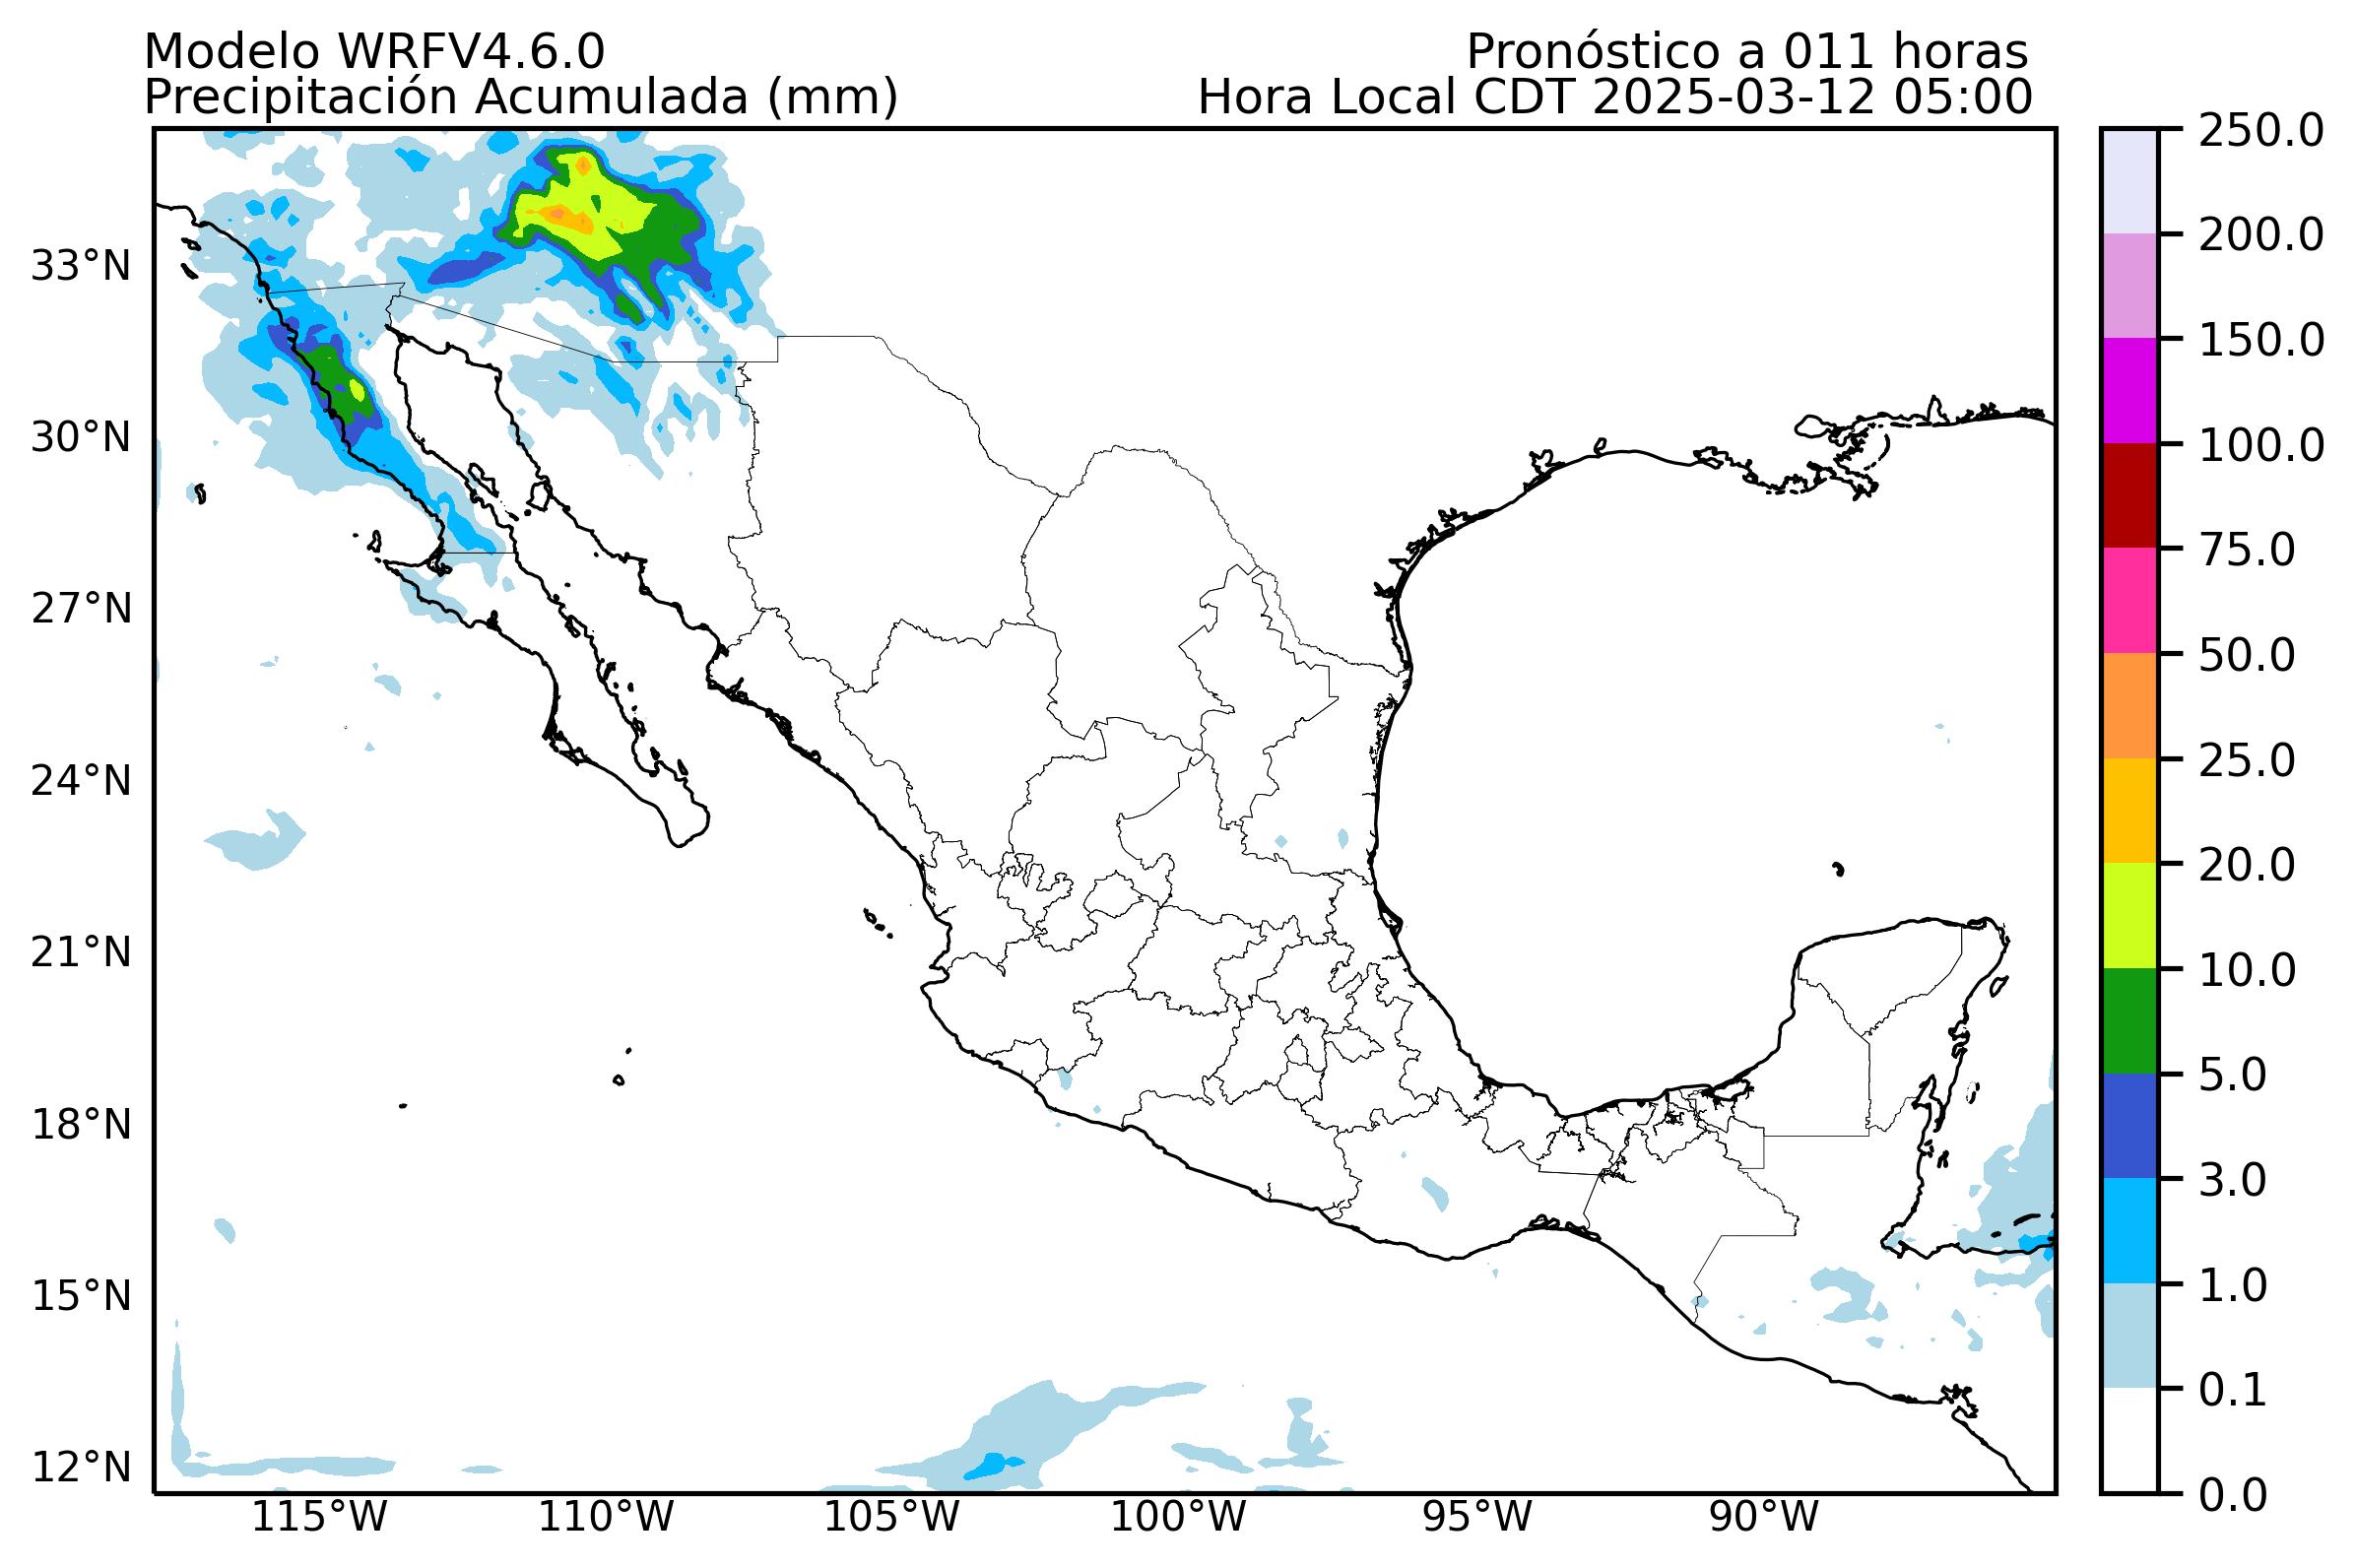 Modelo WRFV4.6.0
Pronóstico a 011 horas
Precipitación Acumulada (mm)
Hora Local CDT 2025-03-12 05:00
33°N
30°N
27°N
24°N
21°N
18°N
15°N
12°N
115°W
110°W
105°W
100°W
95°W
90°W
250.0
200.0
150.0
100.0
75.0
50.0
25.0
20.0
10.0
5.0
3.0
1.0
0.1
0.0